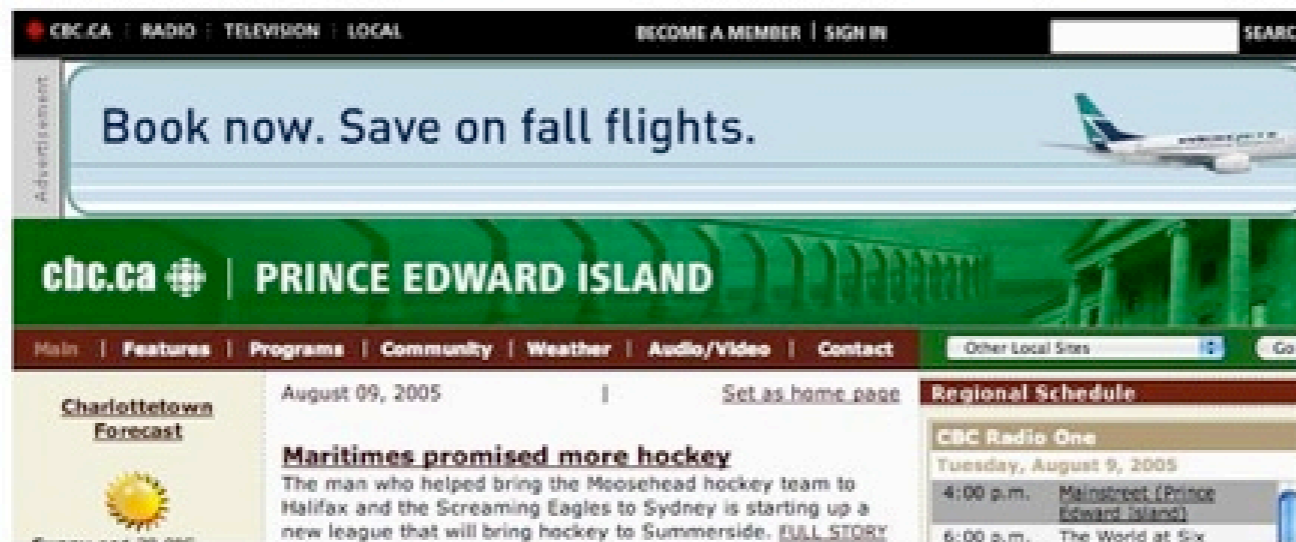 CBC.CA RADIO TELEVISION LOCAL BECOME A MEMBER | SIGN IN
Advertisement
Book now. Save on fall flights.
cbc.ca | PRINCE EDWARD ISLAND
Main | Features | Programs | Community | Weather | Audio/Video | Contact Other Local Sites Go
Charlottetown
Forecast
August 09, 2005 | Set as home page
Maritimes promised more hockey
The man who helped bring the Moosehead hockey team to
Halifax and the Screaming Eagles to Sydney is starting up a
new league that will bring hockey to Summerside. FULL STORY
Regional Schedule
CBC Radio One
Tuesday, August 9, 2005
4:00 p.m. Mainstreet (Prince
Edward Island)
6:00 p.m. The World at Six